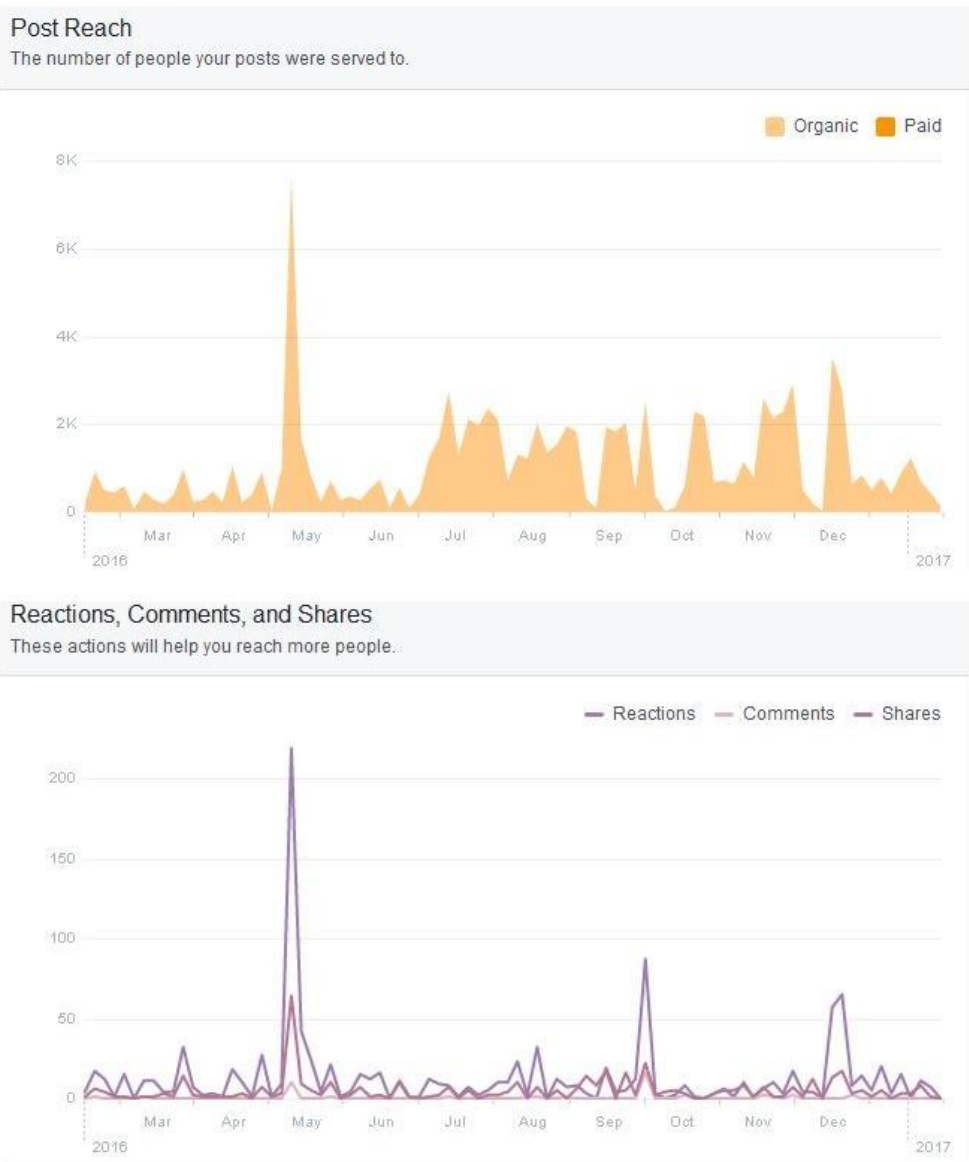 Post Reach
The number of people your posts were served to.
Organic Paid
8K
6K
4K
2K
0
Mar Apr May Jun Jul Aug Sep Oct Nov Dec
2016 2017
Reactions, Comments, and Shares
These actions will help you reach more people.
Reactions Comments Shares
200
150
100
50
0
Mar Apr May Jun Jul Aug Sep Oct Nov Dec
2016 2017